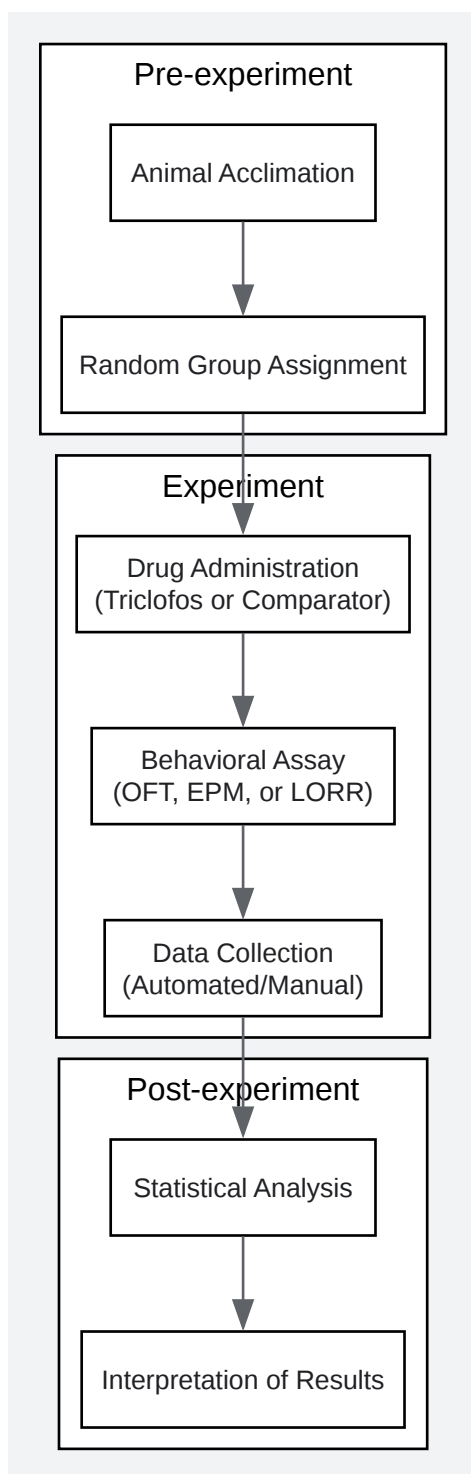 Pre-experiment
Animal Acclimation
Random Group Assignment
Experiment
Drug Administration
(Triclofos or Comparator)
Behavioral Assay
(OFT, EPM, or LORR)
Data Collection
(Automated/Manual)
Post-experiment
Statistical Analysis
Interpretation of Results